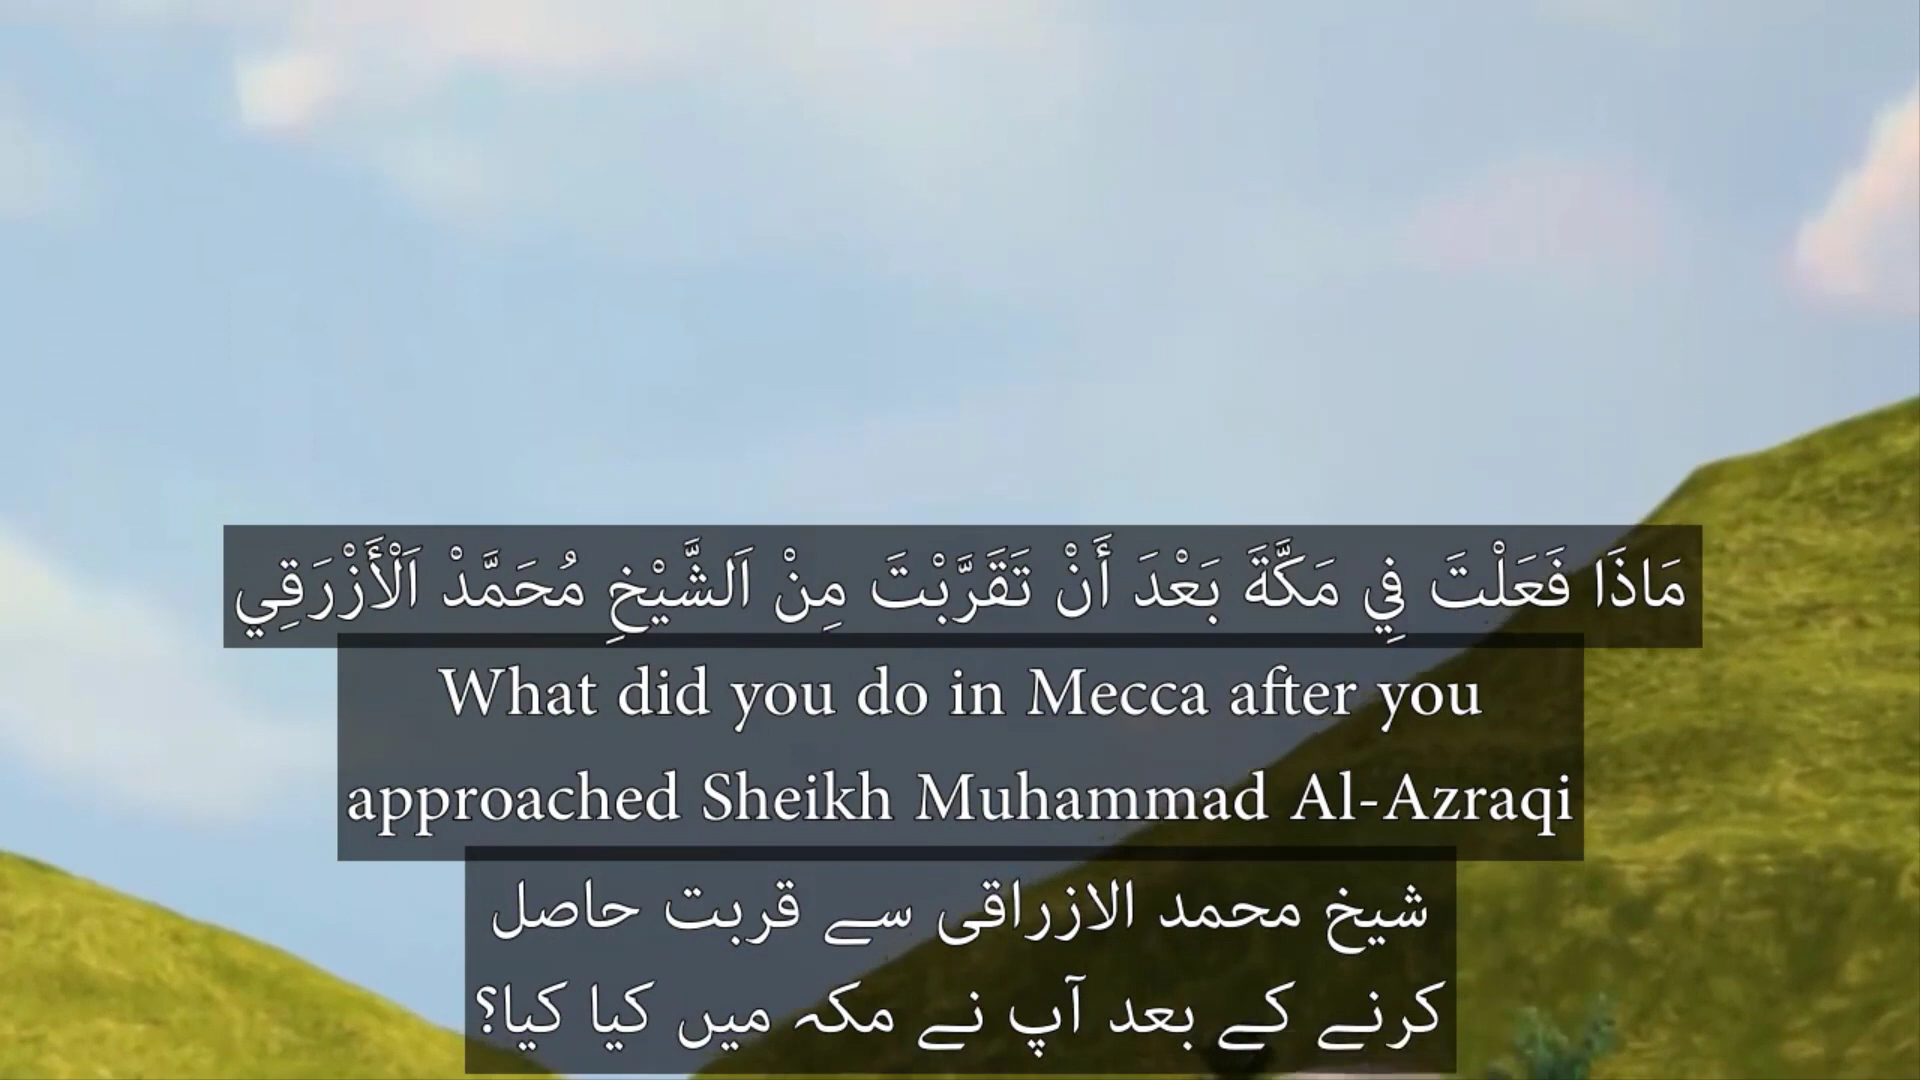 مَاذَا فَعَلْتَ فِي مَكَّةَ بَعْدَ أَنْ تَقَرَّبْتَ مِنْ اَلشَّيْخِ مُحَمَّدْ اَلْأَزْرَقِي
What did you do in Mecca after you
approached Sheikh Muhammad Al-Azraqi
شیخ محمد الازراقی سے قربت حاصل
کرنے کے بعد آپ نے مکہ میں کیا کیا؟